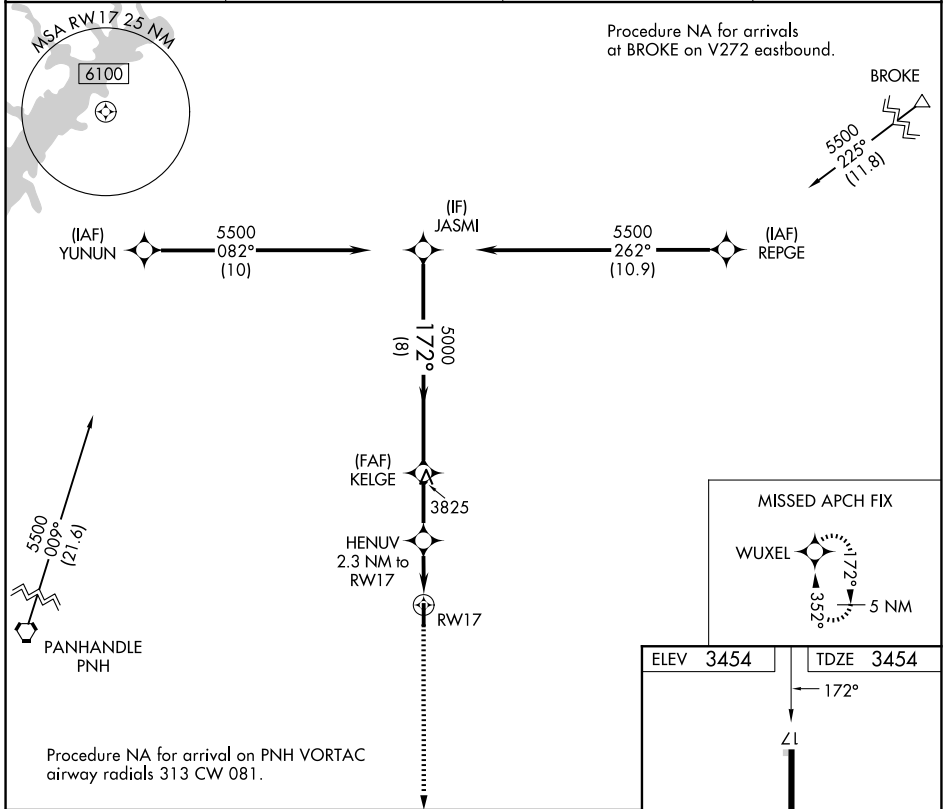 MSA RW17 25 NM
6100
Procedure NA for arrivals
at BROKE on V272 eastbound.
BROKE
5500
225°
(11.8)
(IAF)
YUNUN
5500
082°
(10)
(IF)
JASMI
5500
262°
(10.9)
(IAF)
REPGE
5000
172°
(8)
(FAF)
KELGE
3825
HENUV
2.3 NM to
RW17
RW17
5500
009°
(21.6)
PANHANDLE
PNH
MISSED APCH FIX
WUXEL
172°
352°
5 NM
ELEV 3454
TDZE 3454
172°
17
Procedure NA for arrival on PNH VORTAC
airway radials 313 CW 081.